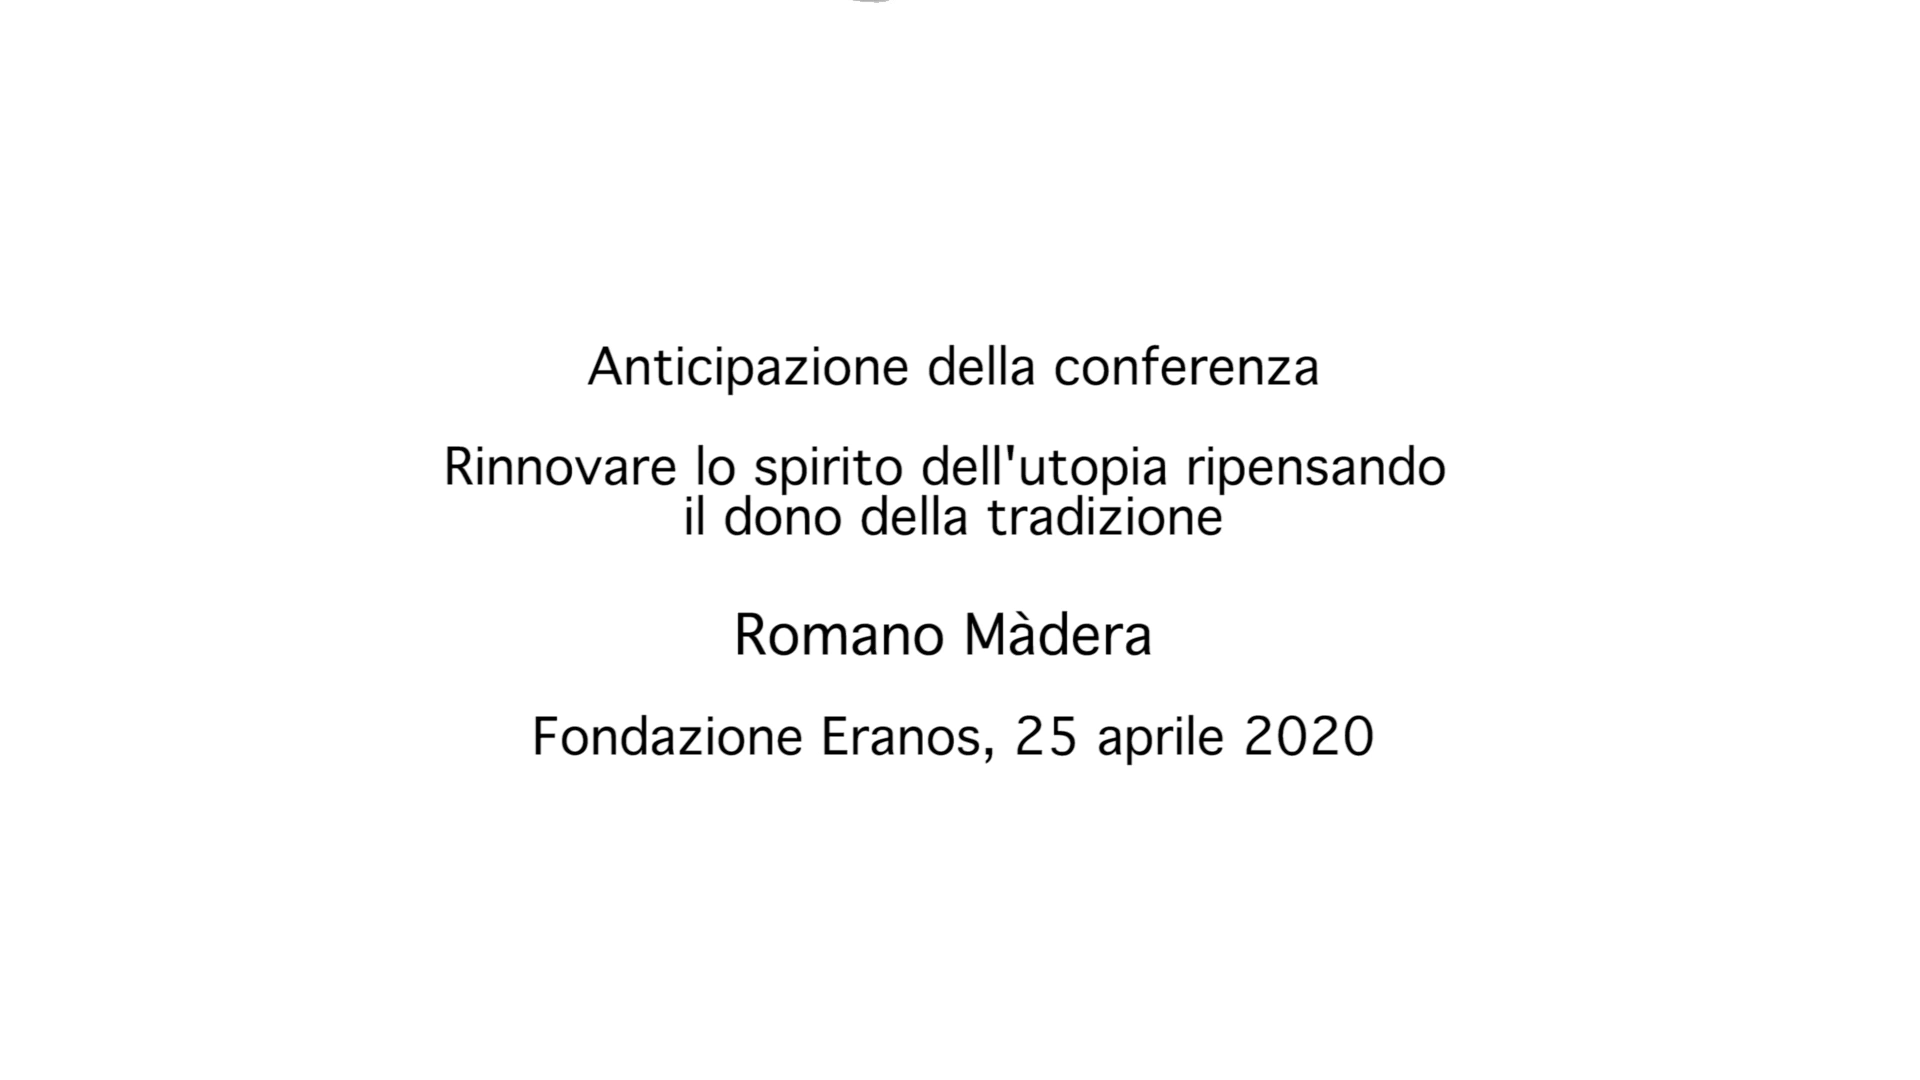 Anticipazione della conferenza
Rinnovare lo spirito dell'utopia ripensando
il dono della tradizione
Romano Màdera
Fondazione Eranos, 25 aprile 2020